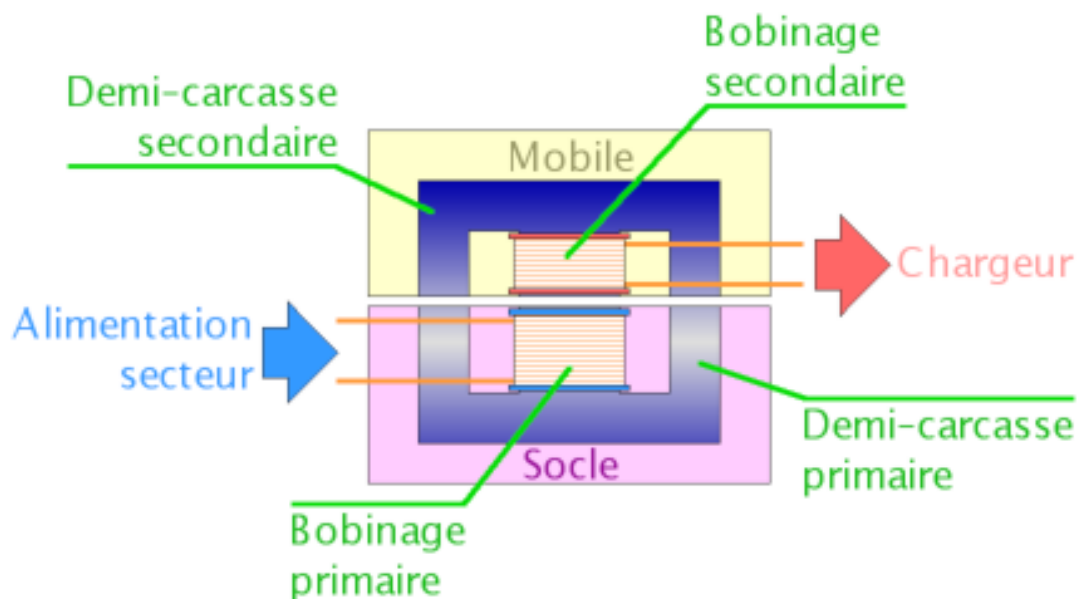 Bobinage
secondaire
Demi-carcasse
secondaire
Mobile
Chargeur
Alimentation
secteur
Demi-carcasse
primaire
Socle
Bobinage
primaire